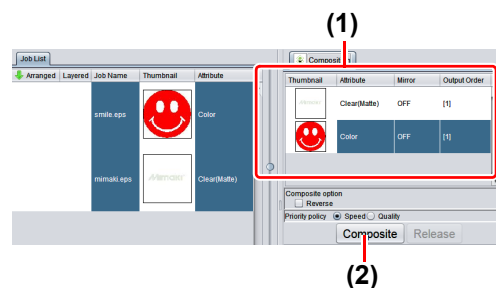 (1)
Job List
Arranged Layered Job Name Thumbnail Attribute
smile.eps Color
mimaki.eps Mimaki Clear(Matte)
Thumbnail Attribute Mirror Output Order
Clear(Matte) OFF [1]
Color OFF [1]
Composite option
Reverse
Priority policy Speed Quality
Composite Release
(2)